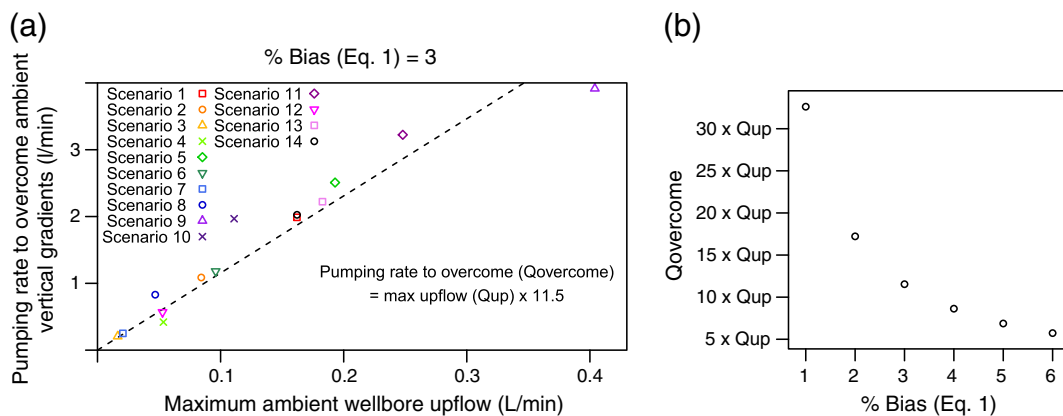 (a)
% Bias (Eq. 1) = 3
Pumping rate to overcome ambient
vertical gradients (l/min)
3
2
1
Scenario 1
Scenario 2
Scenario 3
Scenario 4
Scenario 5
Scenario 6
Scenario 7
Scenario 8
Scenario 9
Scenario 10
Scenario 11
Scenario 12
Scenario 13
Scenario 14
Pumping rate to overcome (Qovercome)
= max upflow (Qup) x 11.5
0.1
0.2
0.3
0.4
Maximum ambient wellbore upflow (L/min)
(b)
Qovercome
30 x Qup
25 x Qup
20 x Qup
15 x Qup
10 x Qup
5 x Qup
1
2
3
4
5
6
% Bias (Eq. 1)